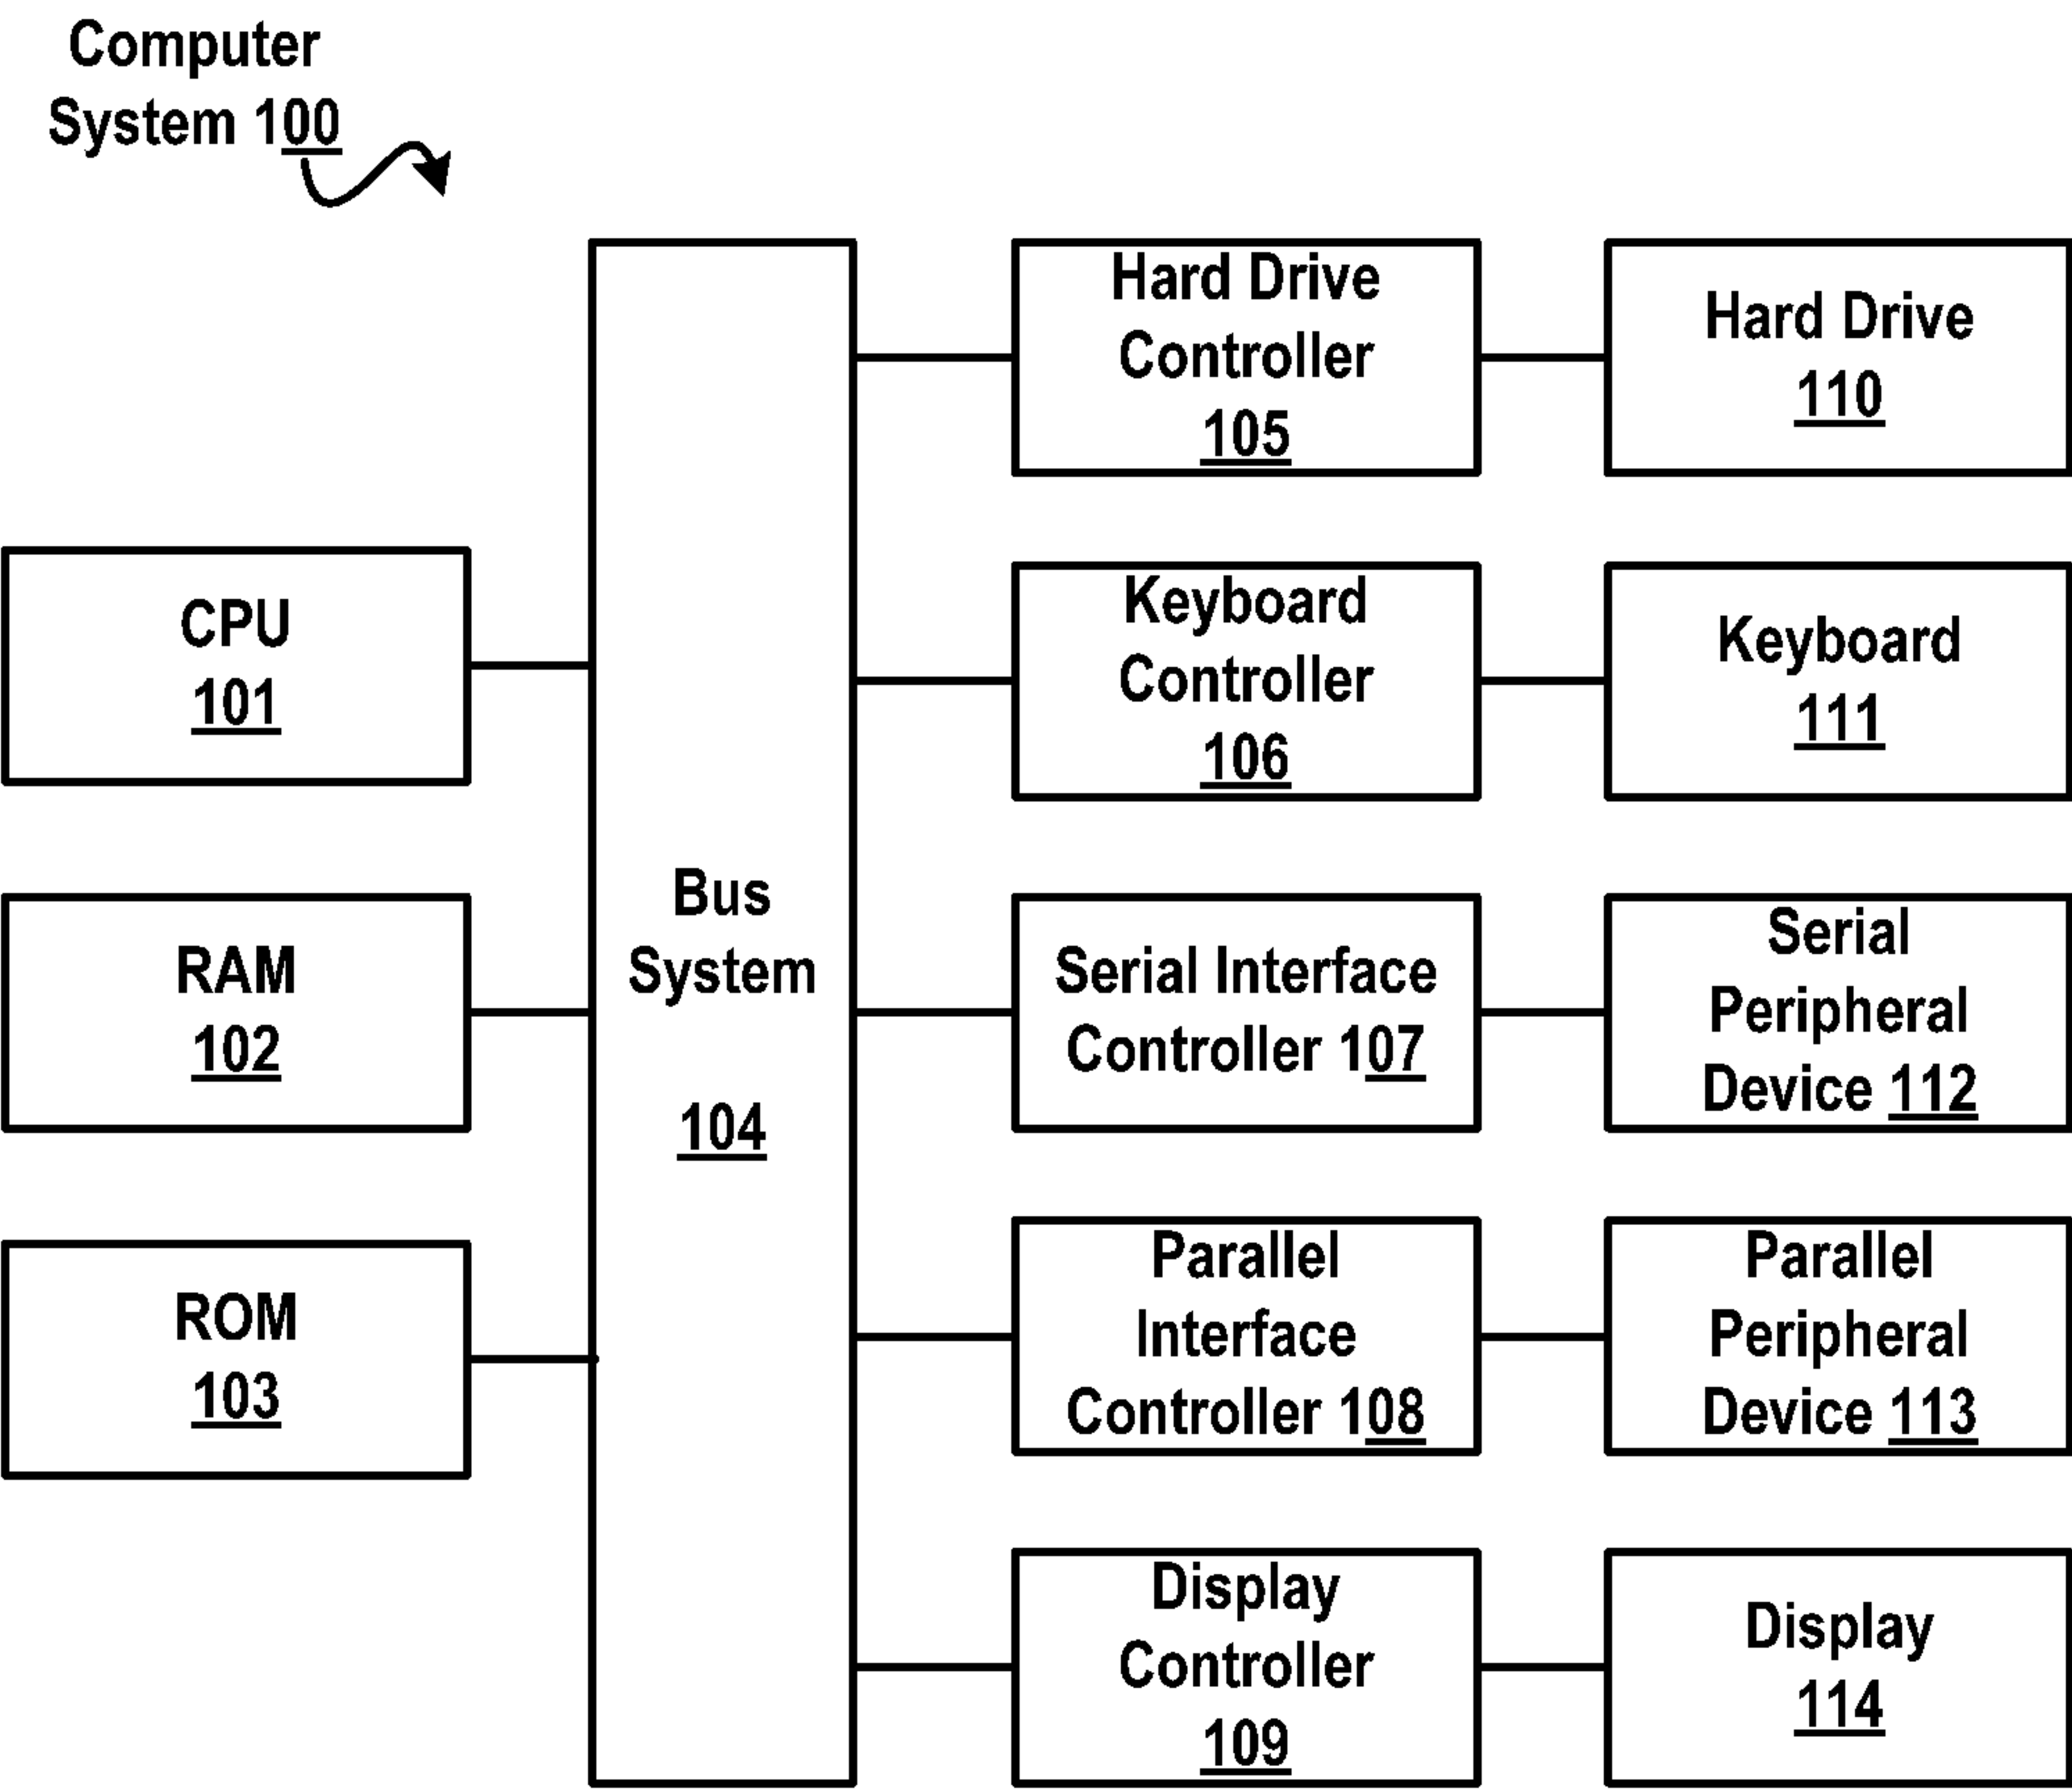 Computer
System 100
Hard Drive
Controller
105
Hard Drive
110
CPU
101
Keyboard
Controller
106
Keyboard
111
RAM
102
Bus
System
104
Serial Interface
Controller 107
Serial
Peripheral
Device 112
ROM
103
Parallel
Interface
Controller 108
Parallel
Peripheral
Device 113
Display
Controller
109
Display
114